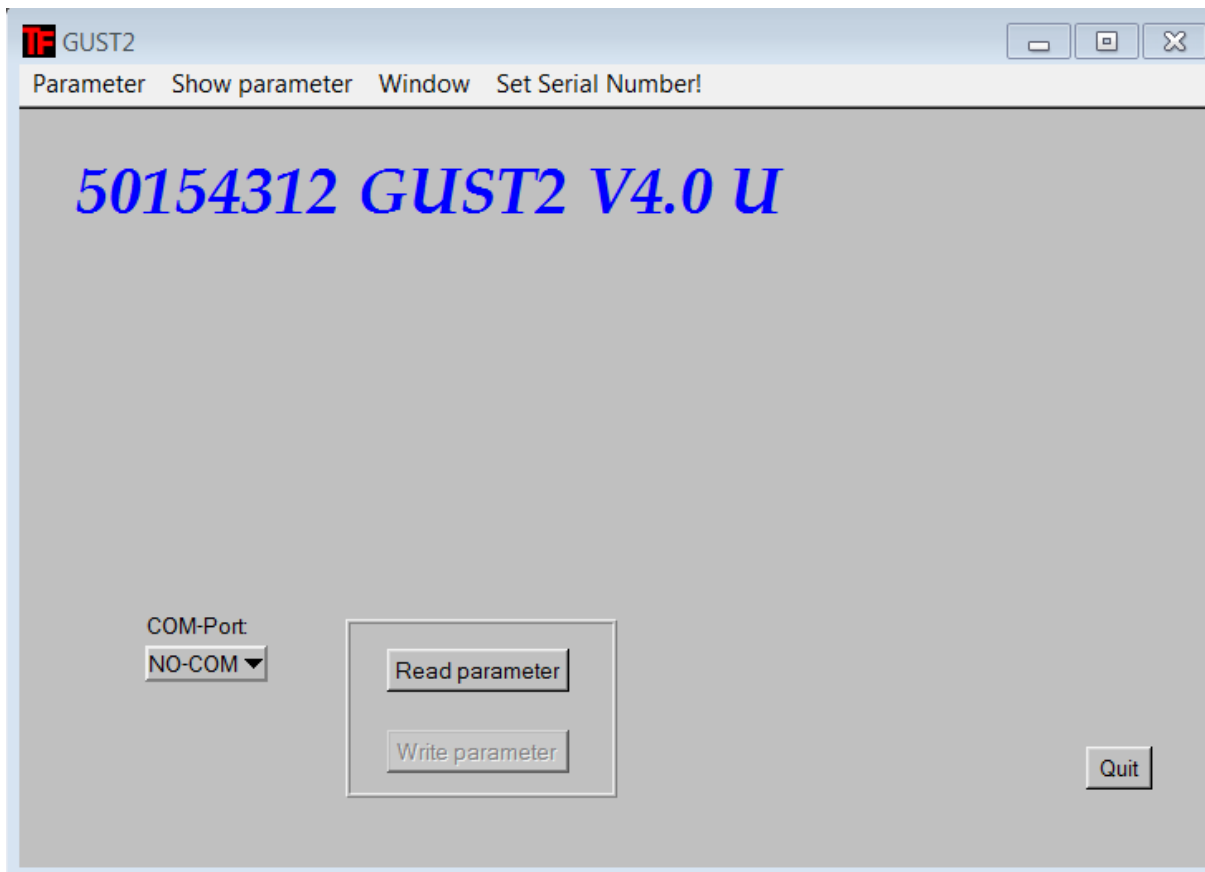 TF GUST2
Parameter Show parameter Window Set Serial Number!
50154312 GUST2 V4.0 U
COM-Port:
NO-COM
Read parameter
Write parameter
Quit